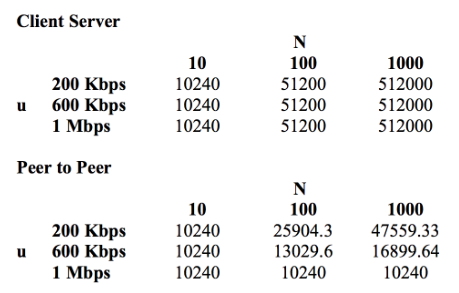 Client Server
N
10 100 1000
200 Kbps 10240 51200 512000
u 600 Kbps 10240 51200 512000
1 Mbps 10240 51200 512000
Peer to Peer
N
10 100 1000
200 Kbps 10240 25904.3 47559.33
u 600 Kbps 10240 13029.6 16899.64
1 Mbps 10240 10240 10240